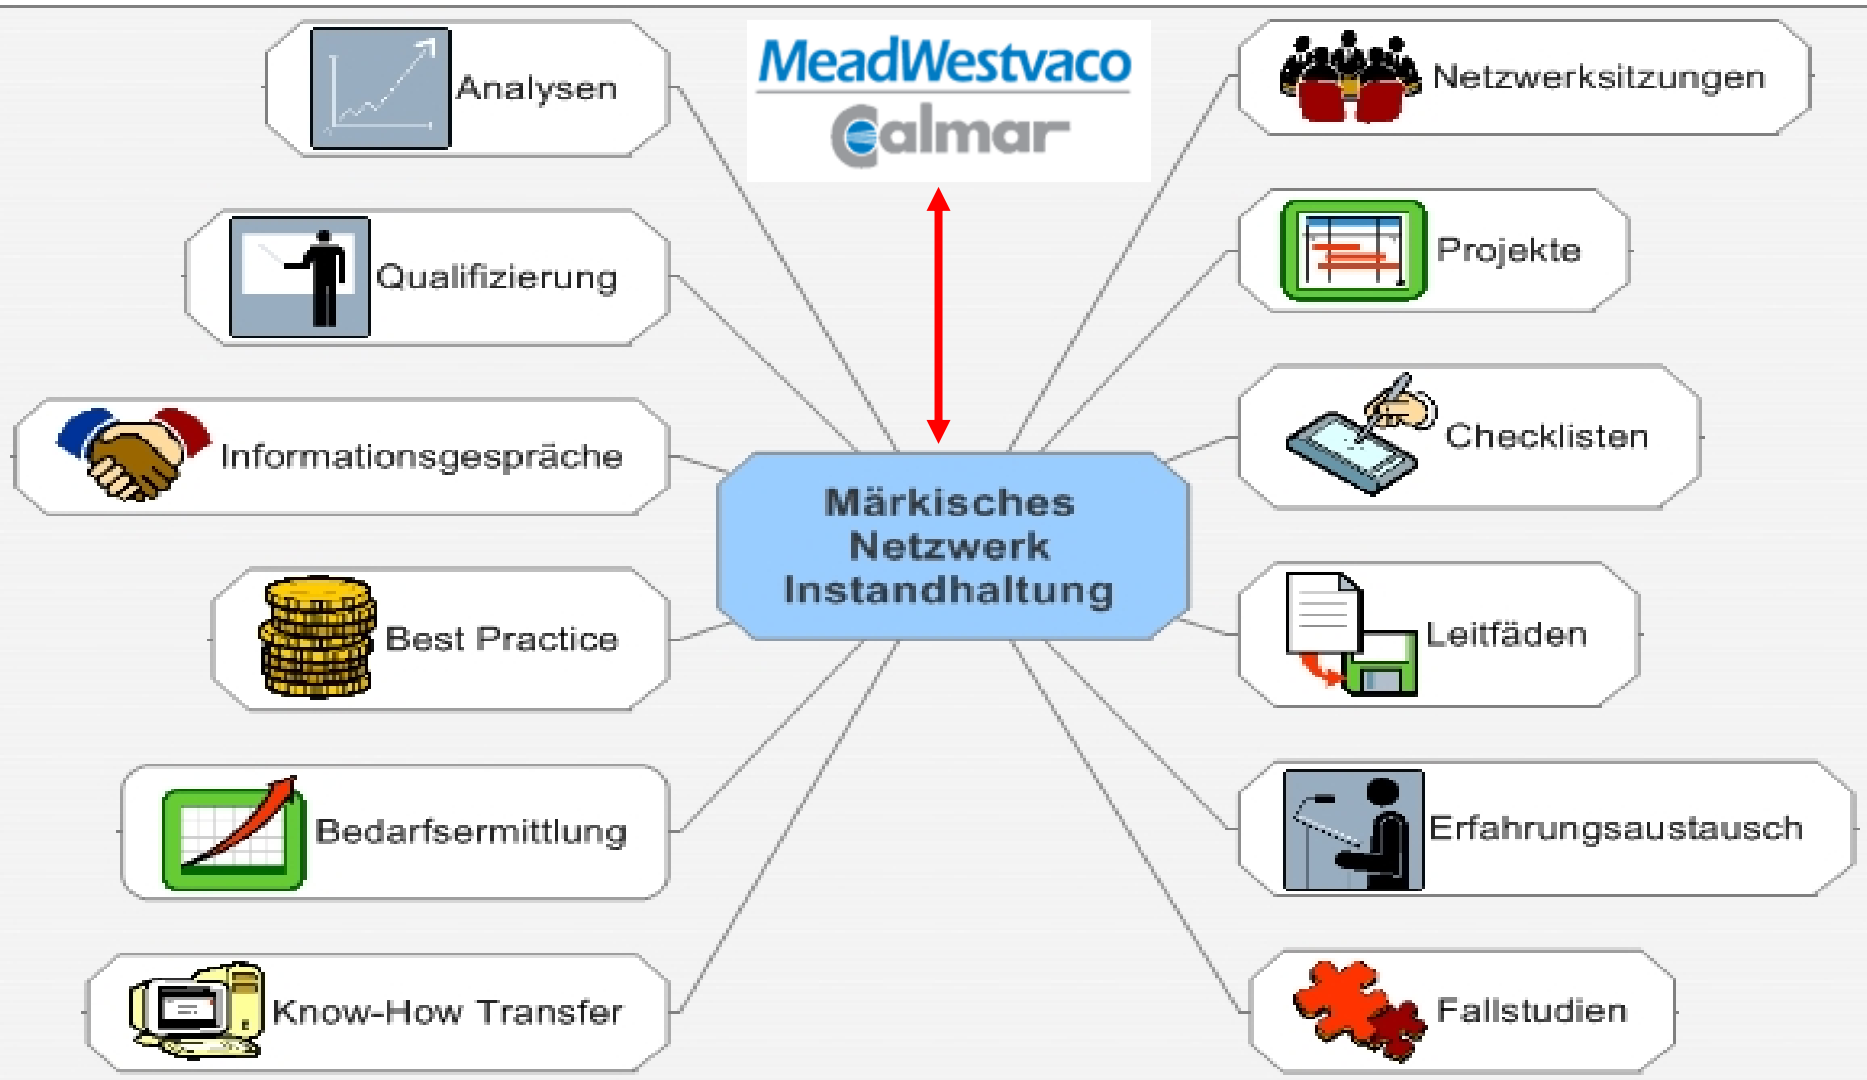 MeadWestvaco
Calmar
Analysen
Qualifizierung
Informationsgespräche
Best Practice
Bedarfsermittlung
Know-How Transfer
Märkisches
Netzwerk
Instandhaltung
Netzwerksitzungen
Projekte
Checklisten
Leitfäden
Erfahrungsaustausch
Fallstudien